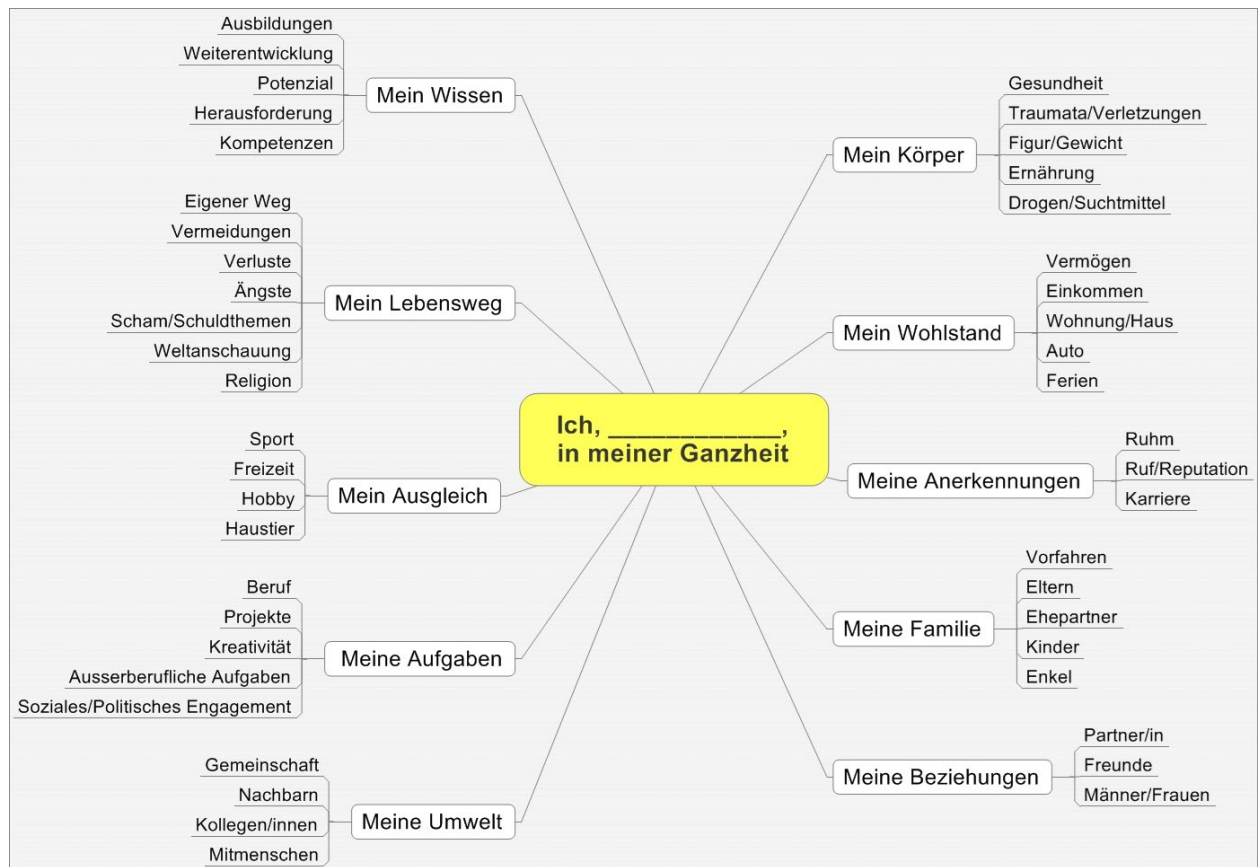 Ich, ____________,
in meiner Ganzheit
Mein Wissen
Ausbildungen
Weiterentwicklung
Potenzial
Herausforderung
Kompetenzen
Mein Lebensweg
Eigener Weg
Vermeidungen
Verluste
Ängste
Scham/Schuldthemen
Weltanschauung
Religion
Mein Ausgleich
Sport
Freizeit
Hobby
Haustier
Meine Aufgaben
Beruf
Projekte
Kreativität
Ausserberufliche Aufgaben
Soziales/Politisches Engagement
Meine Umwelt
Gemeinschaft
Nachbarn
Kollegen/innen
Mitmenschen
Mein Körper
Gesundheit
Traumata/Verletzungen
Figur/Gewicht
Ernährung
Drogen/Suchtmittel
Mein Wohlstand
Vermögen
Einkommen
Wohnung/Haus
Auto
Ferien
Meine Anerkennungen
Ruhm
Ruf/Reputation
Karriere
Meine Familie
Vorfahren
Eltern
Ehepartner
Kinder
Enkel
Meine Beziehungen
Partner/in
Freunde
Männer/Frauen